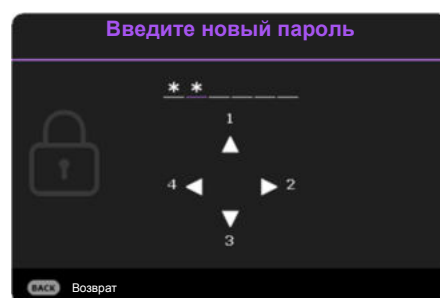 Введите новый пароль
* * _ _ _ _
1
4 2
3
BACK Возврат